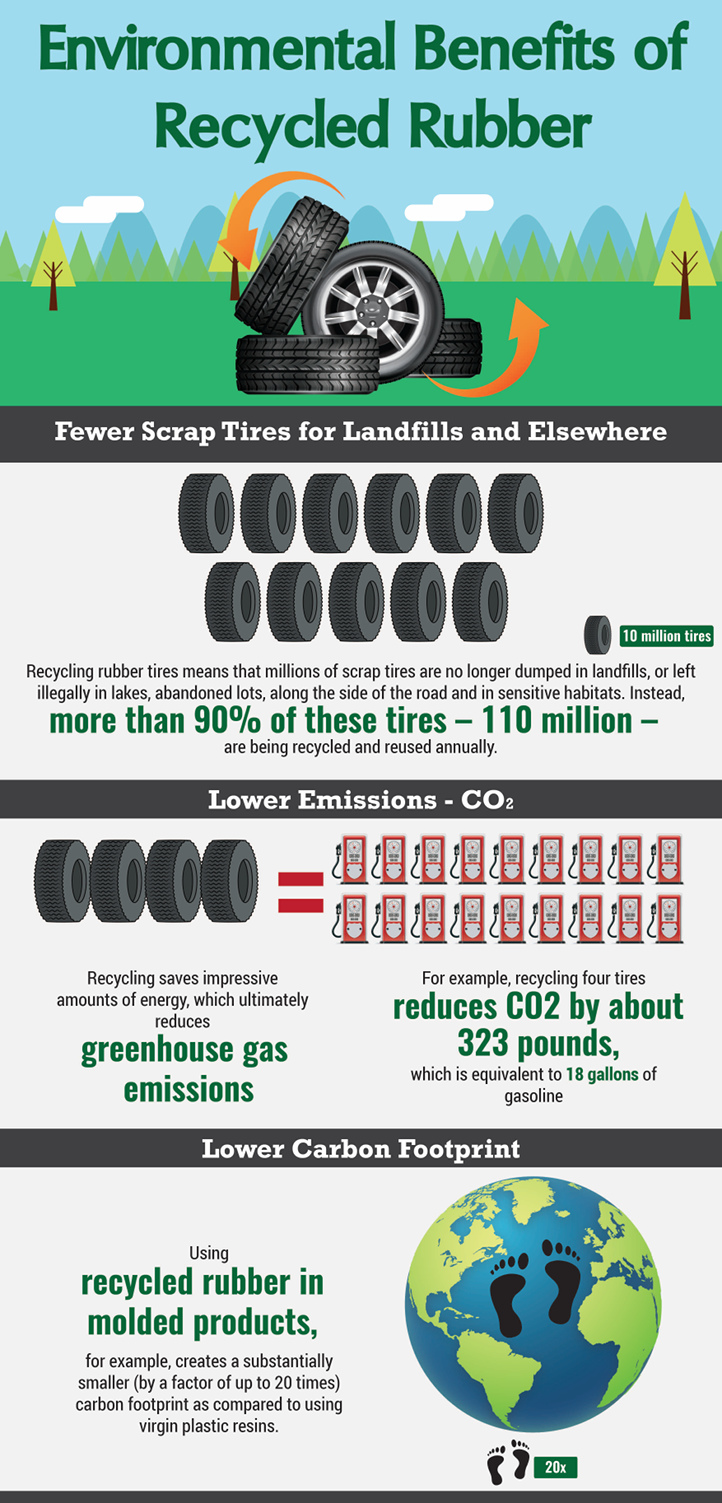 Environmental Benefits of
Recycled Rubber
Fewer Scrap Tires for Landfills and Elsewhere
10 million tires
Recycling rubber tires means that millions of scrap tires are no longer dumped in landfills, or left
illegally in lakes, abandoned lots, along the side of the road and in sensitive habitats. Instead,
more than 90% of these tires – 110 million –
are being recycled and reused annually.
Lower Emissions - CO₂
Recycling saves impressive
amounts of energy, which ultimately
reduces
greenhouse gas
emissions
For example, recycling four tires
reduces CO2 by about
323 pounds,
which is equivalent to 18 gallons of
gasoline
Lower Carbon Footprint
Using
recycled rubber in
molded products,
for example, creates a substantially
smaller (by a factor of up to 20 times)
carbon footprint as compared to using
virgin plastic resins.
20x